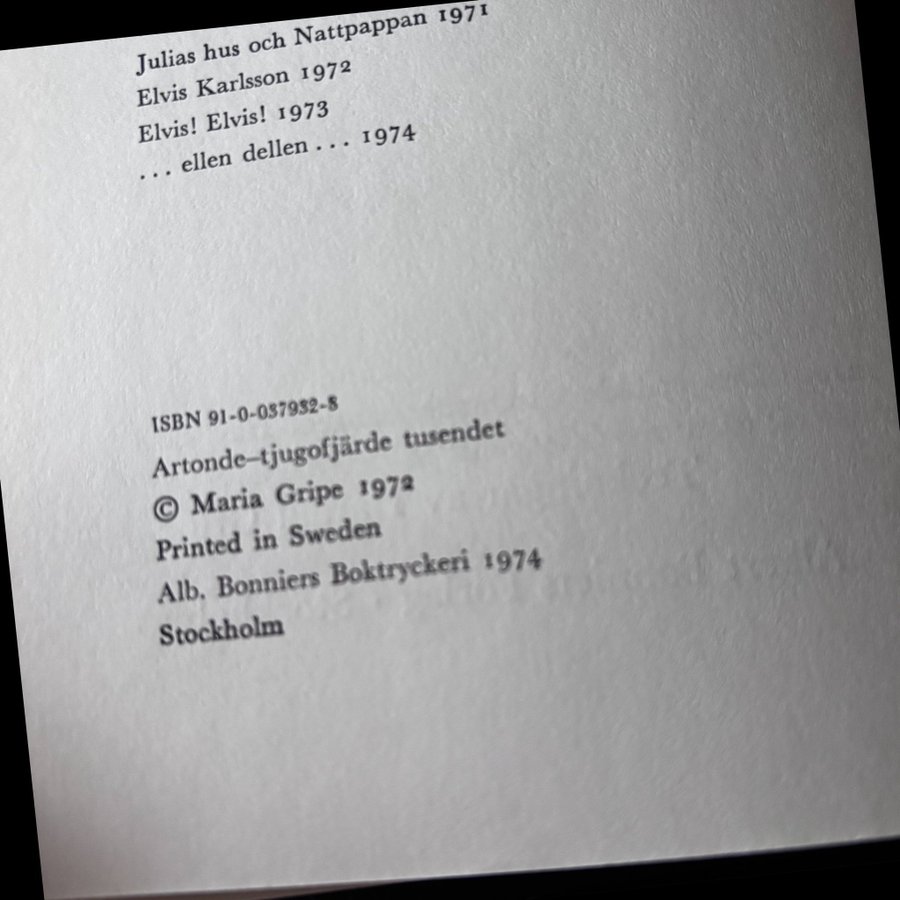 Julias hus och Nattpappan 1971
Elvis Karlsson 1972
Elvis! Elvis! 1973
... ellen dellen ... 1974
ISBN 91-0-037932-8
Artonde–tjugofjärde tusendet
© Maria Gripe 1972
Printed in Sweden
Alb. Bonniers Boktryckeri 1974
Stockholm